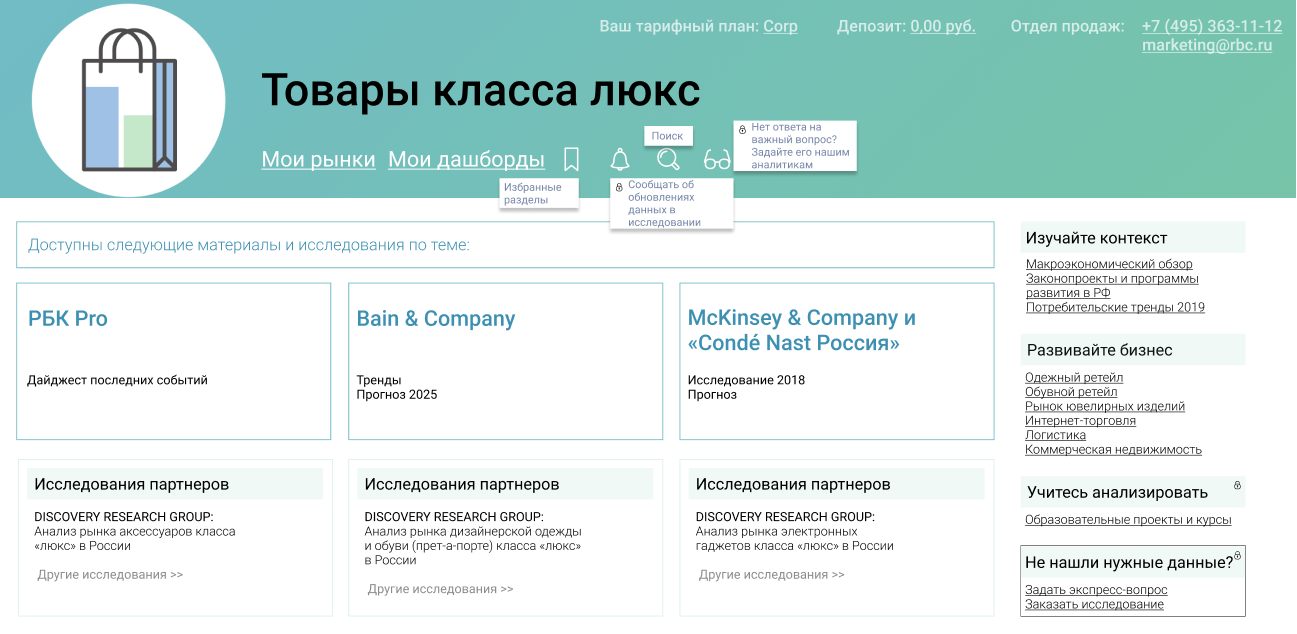 Ваш тарифный план: Corp
Депозит: 0,00 руб.
Отдел продаж:
+7 (495) 363-11-12
marketing@rbc.ru
Товары класса люкс
Мои рынки
Мои дашборды
Избранные
разделы
Сообщать об
обновлениях
данных в
исследовании
Поиск
Нет ответа на
важный вопрос?
Задайте его нашим
аналитикам
Доступны следующие материалы и исследования по теме:
РБК Pro
Дайджест последних событий
Bain & Company
Тренды
Прогноз 2025
McKinsey & Company и
«Condé Nast Россия»
Исследование 2018
Прогноз
Исследования партнеров
DISCOVERY RESEARCH GROUP:
Анализ рынка аксессуаров класса
«люкс» в России
Другие исследования >>
Исследования партнеров
DISCOVERY RESEARCH GROUP:
Анализ рынка дизайнерской одежды
и обуви (прет-а-порте) класса «люкс»
в России
Другие исследования >>
Исследования партнеров
DISCOVERY RESEARCH GROUP:
Анализ рынка электронных
гаджетов класса «люкс» в России
Другие исследования >>
Изучайте контекст
Макроэкономический обзор
Законопроекты и программы
развития в РФ
Потребительские тренды 2019
Развивайте бизнес
Одежный ретейл
Обувной ретейл
Рынок ювелирных изделий
Интернет-торговля
Логистика
Коммерческая недвижимость
Учитесь анализировать
Образовательные проекты и курсы
Не нашли нужные данные?
Задать экспресс-вопрос
Заказать исследование